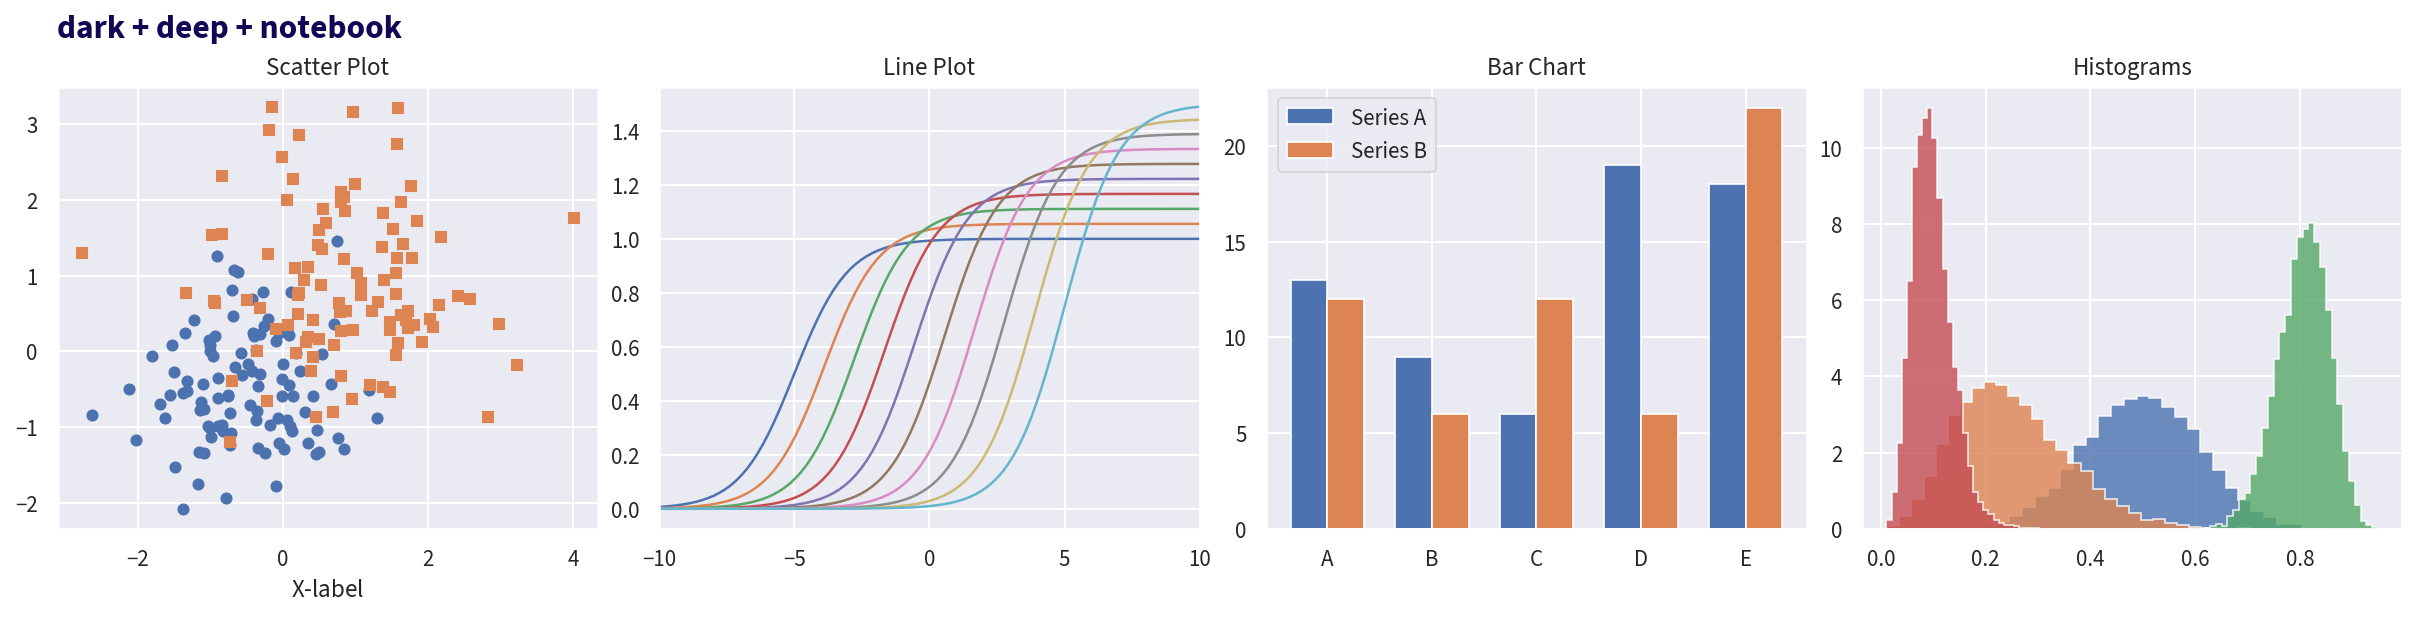 dark + deep + notebook
Scatter Plot
3
2
1
0
−1
−2
−2 0 2 4
X-label
Line Plot
1.4
1.2
1.0
0.8
0.6
0.4
0.2
0.0
−10 −5 0 5 10
Bar Chart
Series A
Series B
20
15
10
5
0
A B C D E
Histograms
10
8
6
4
2
0
0.0 0.2 0.4 0.6 0.8